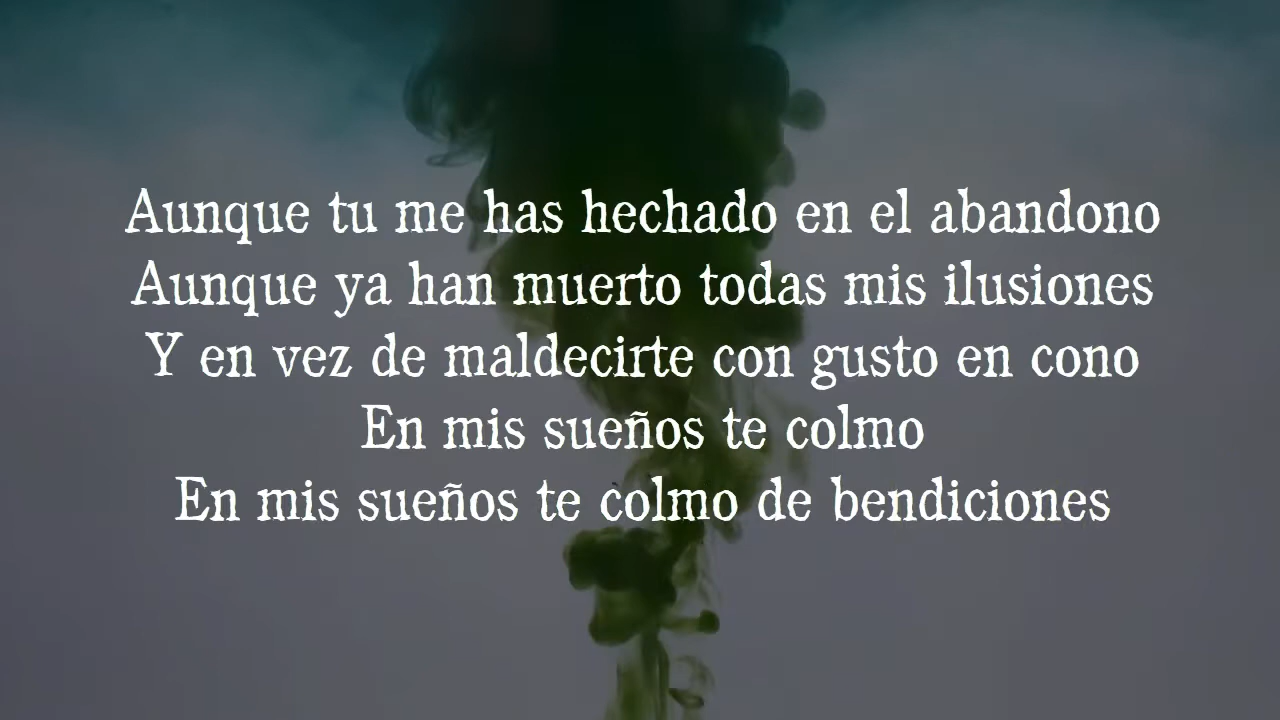 Aunque tu me has hechado en el abandono
Aunque ya han muerto todas mis ilusiones
Y en vez de maldecirte con gusto en cono
En mis sueños te colmo
En mis sueños te colmo de bendiciones